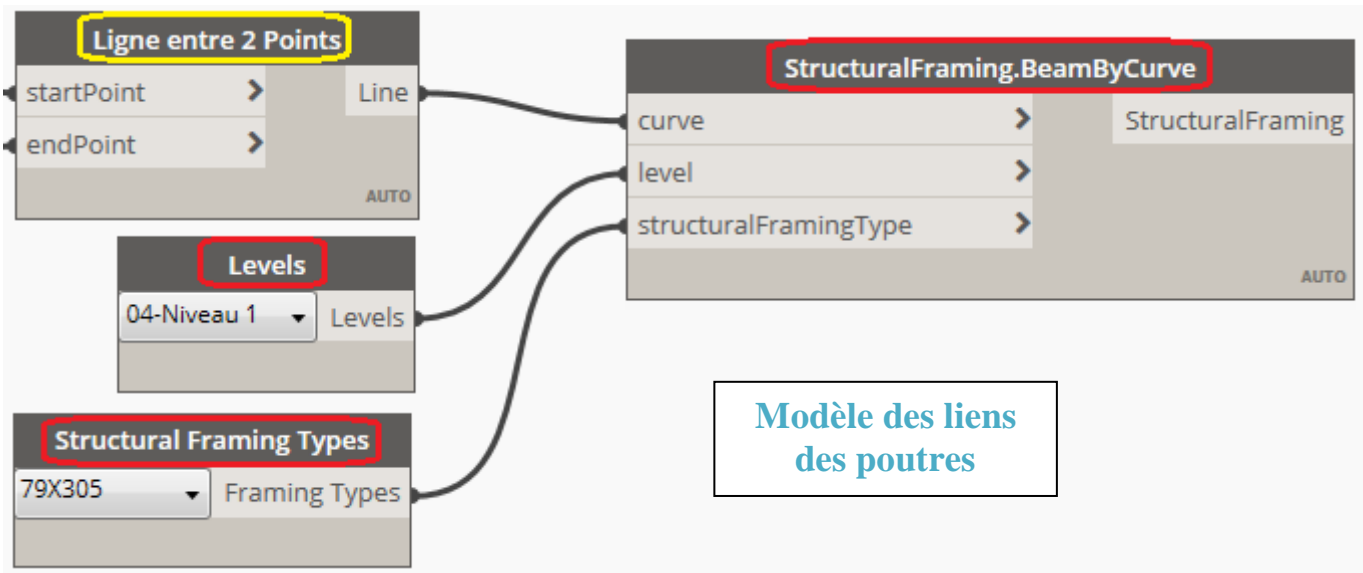 Ligne entre 2 Points
startPoint > Line
endPoint >
AUTO
Levels
04-Niveau 1 Levels
Structural Framing Types
79X305 Framing Types
StructuralFraming.BeamByCurve
curve > StructuralFraming
level >
structuralFramingType >
AUTO
Modèle des liens
des poutres